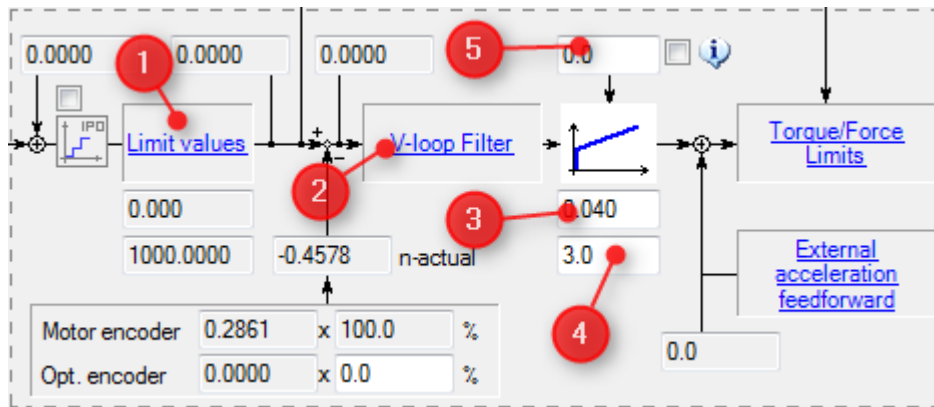 0.0000 0.0000 0.0000 5 0.0
1
IPO
Limit values
+
−
V-loop Filter
Torque/Force
Limits
2
0.000
3
0.040
1000.0000 -0.4578 n-actual 3.0
External
acceleration
feedforward
4
Motor encoder 0.2861 x 100.0 %
Opt. encoder 0.0000 x 0.0 %
0.0